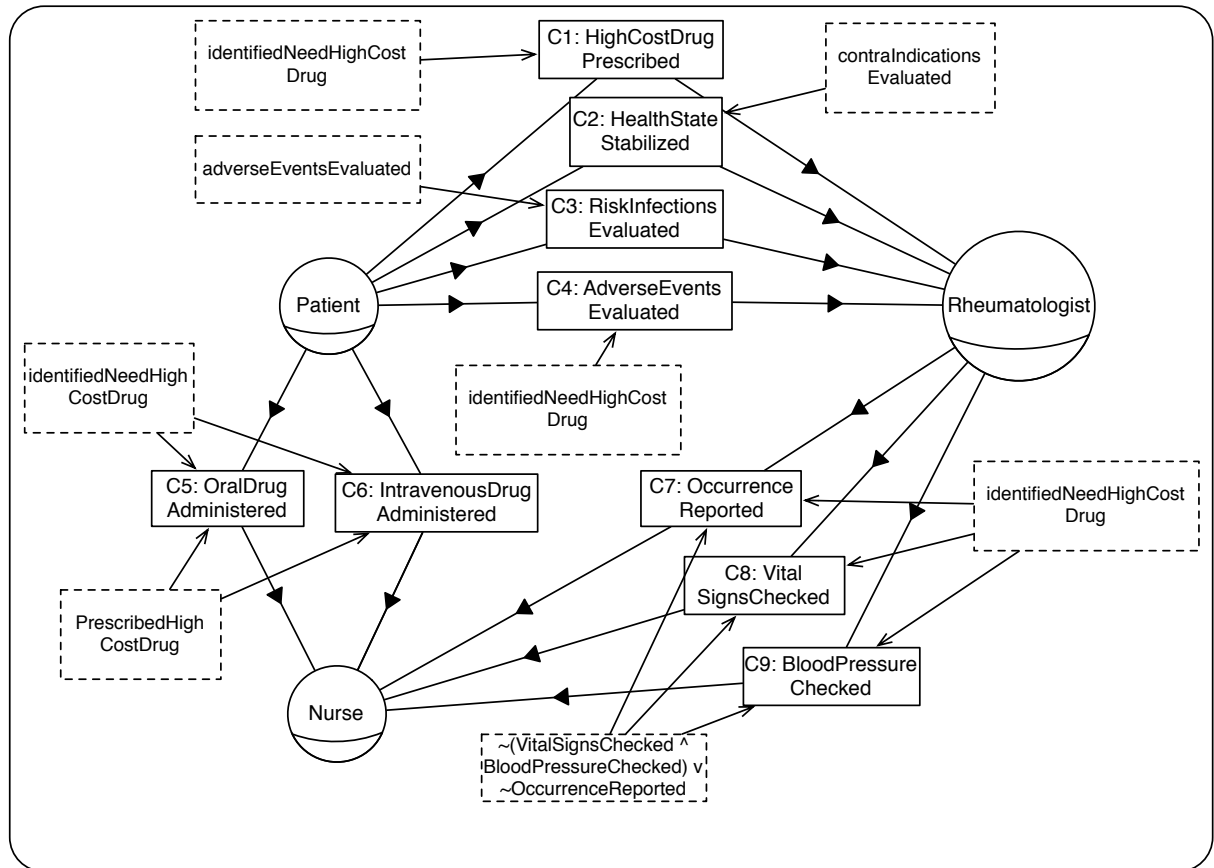 identifiedNeedHighCost
Drug
C1: HighCostDrug
Prescribed
contraIndications
Evaluated
C2: HealthState
Stabilized
adverseEventsEvaluated
C3: RiskInfections
Evaluated
Patient
C4: AdverseEvents
Evaluated
Rheumatologist
identifiedNeedHigh
CostDrug
identifiedNeedHighCost
Drug
C5: OralDrug
Administered
C6: IntravenousDrug
Administered
C7: Occurrence
Reported
identifiedNeedHighCost
Drug
C8: Vital
SignsChecked
PrescribedHigh
CostDrug
C9: BloodPressure
Checked
Nurse
~(VitalSignsChecked ^
BloodPressureChecked) v
~OccurrenceReported